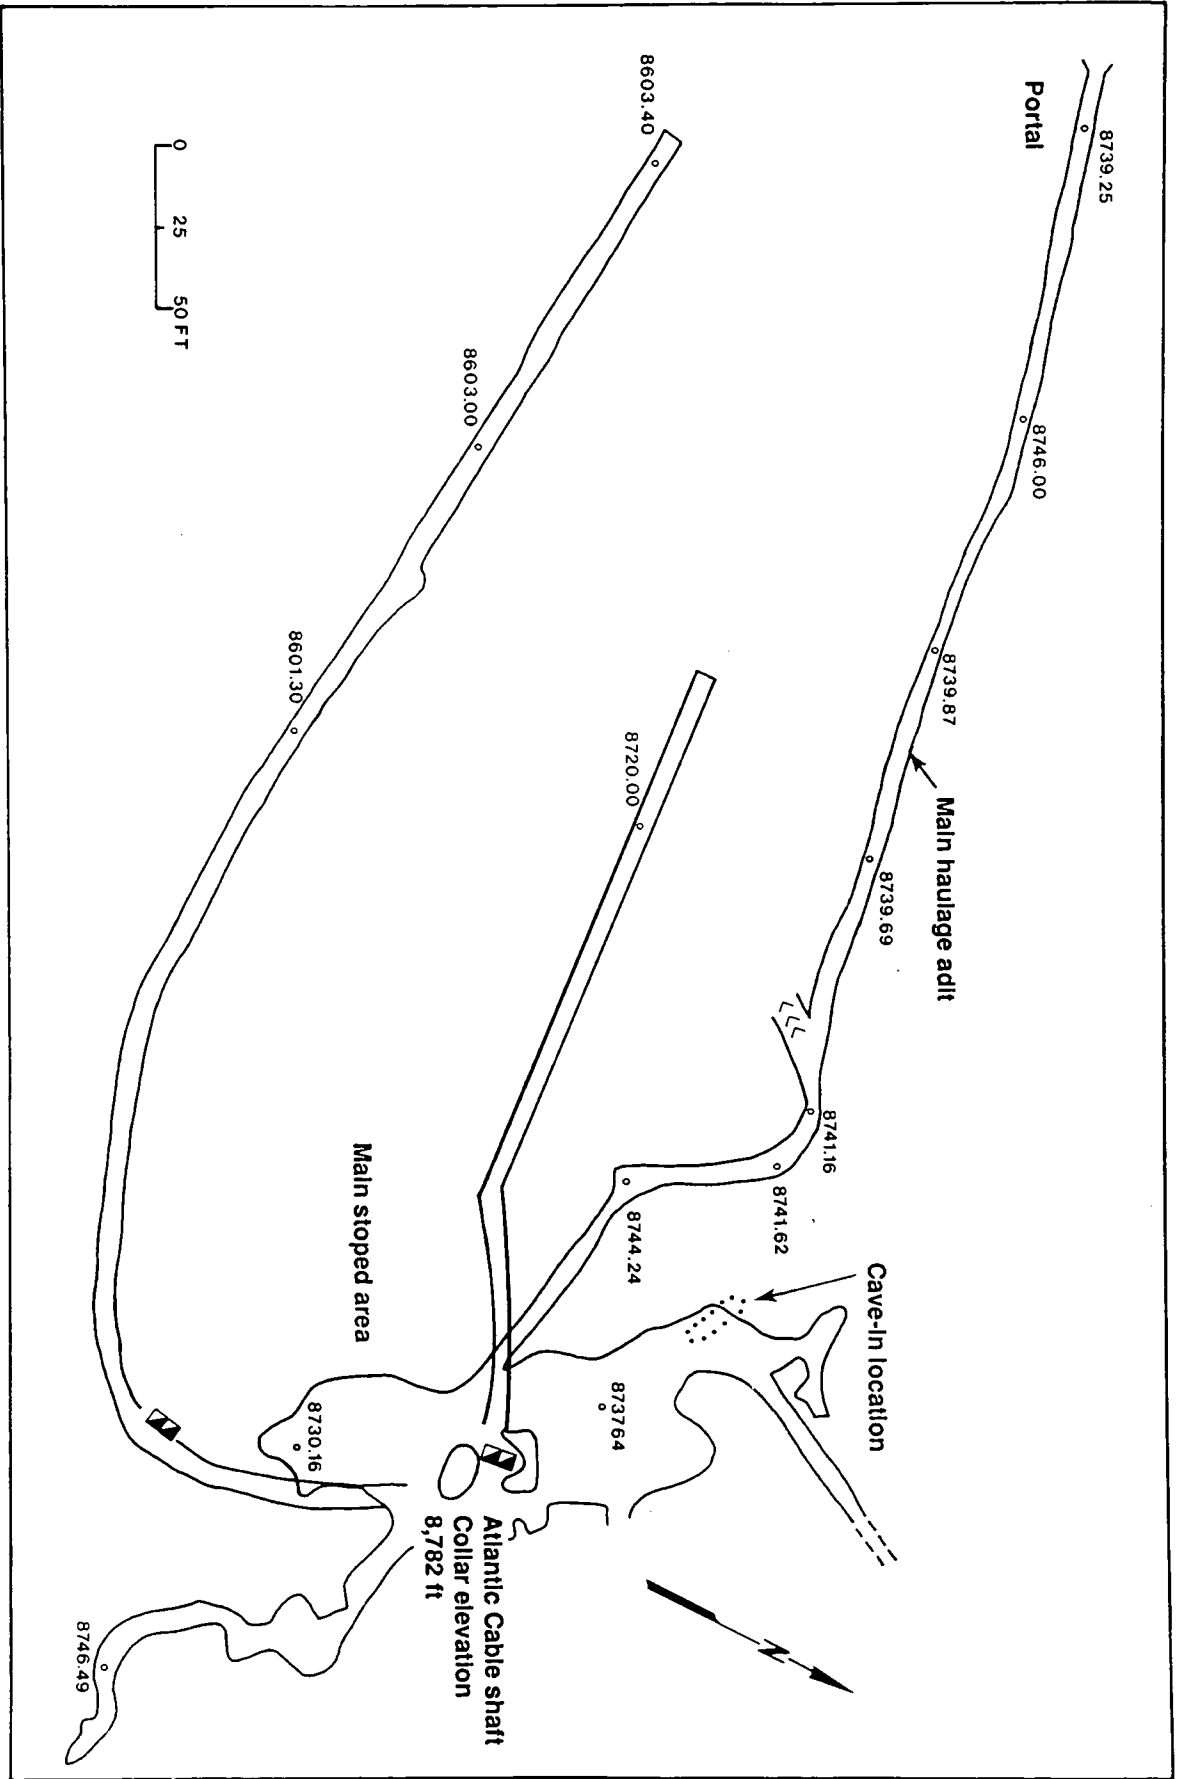 Portal
8739.25
8746.00
8739.87
Main haulage adit
8739.69
8741.16
8741.62
8744.24
Cave-In location
873764
8603.40
8603.00
8601.30
8720.00
Main stoped area
8730.16
Atlantic Cable shaft
Collar elevation
8,782 ft
8746.49
N
0 25 50 FT